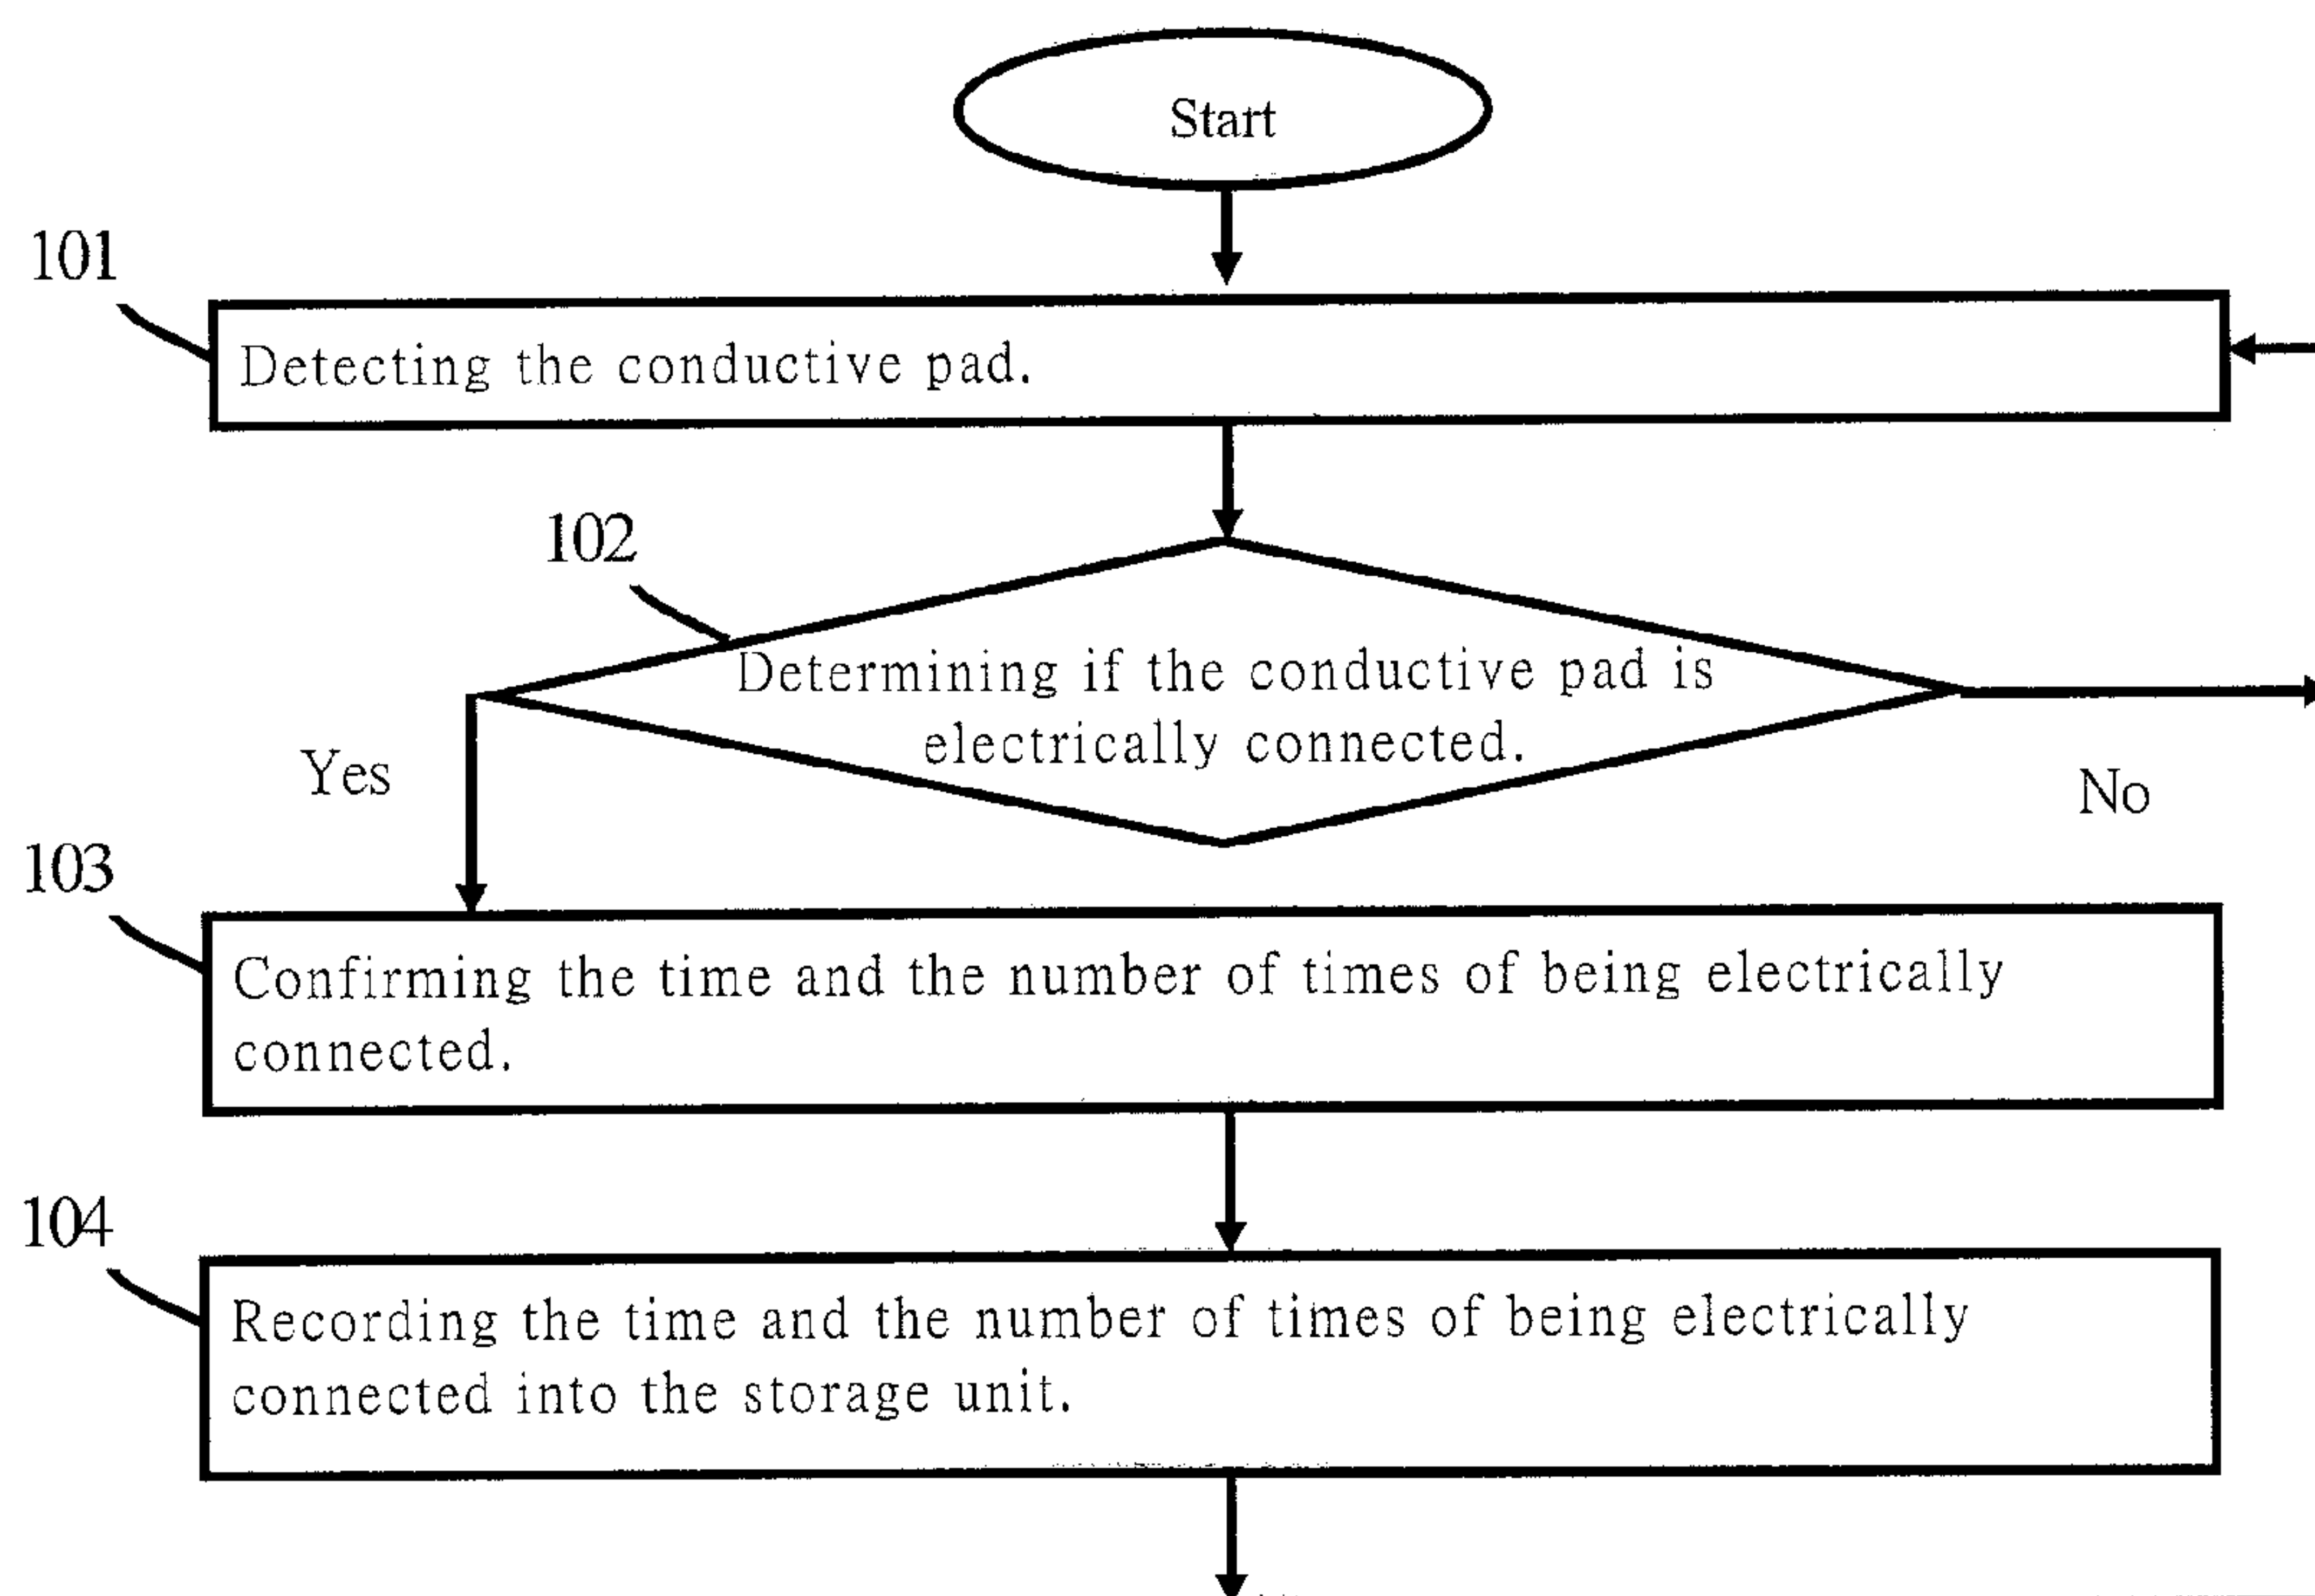 Start
101
Detecting the conductive pad.
102
Determining if the conductive pad is
electrically connected.
Yes
No
103
Confirming the time and the number of times of being electrically
connected.
104
Recording the time and the number of times of being electrically
connected into the storage unit.